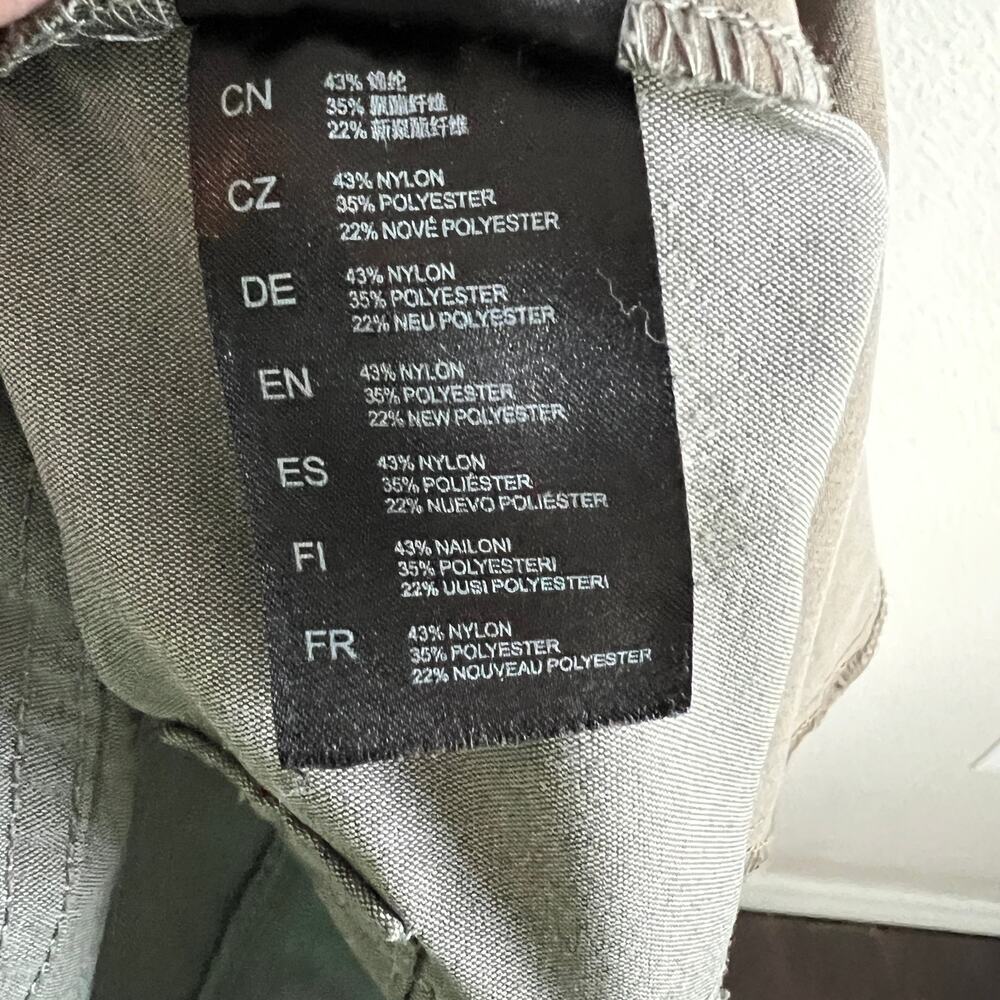 CN
43% 锦纶
35% 聚酯纤维
22% 新聚酯纤维
CZ
43% NYLON
35% POLYESTER
22% NOVÉ POLYESTER
DE
43% NYLON
35% POLYESTER
22% NEU POLYESTER
EN
43% NYLON
35% POLYESTER
22% NEW POLYESTER
ES
43% NYLON
35% POLIÉSTER
22% NUEVO POLIÉSTER
FI
43% NAILONI
35% POLYESTERI
22% UUSI POLYESTERI
FR
43% NYLON
35% POLYESTER
22% NOUVEAU POLYESTER